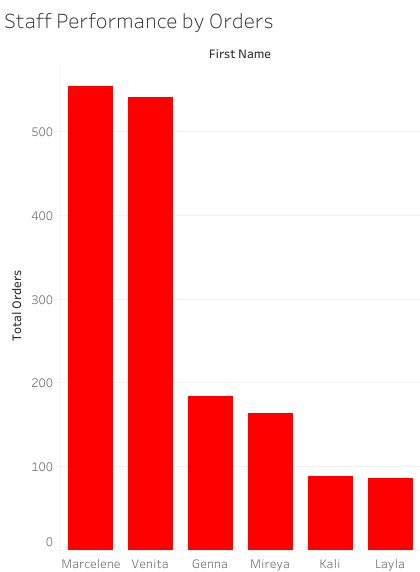 Staff Performance by Orders
First Name
500
400
300
200
100
0
Total Orders
Marcelene Venita Genna Mireya Kali Layla